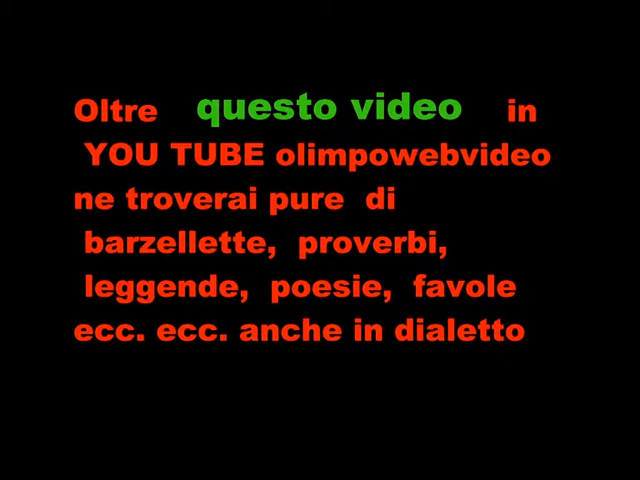 Oltre questo video in
YOU TUBE olimpowebvideo
ne troverai pure di
barzellette, proverbi,
leggende, poesie, favole
ecc. ecc. anche in dialetto